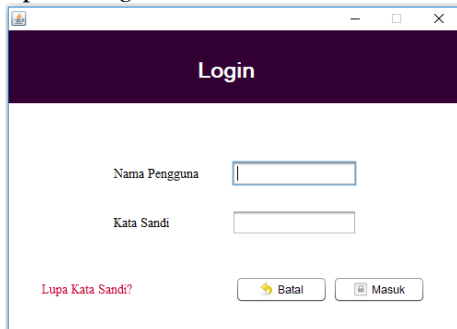 Login
Nama Pengguna
Kata Sandi
Lupa Kata Sandi?
Batal
Masuk